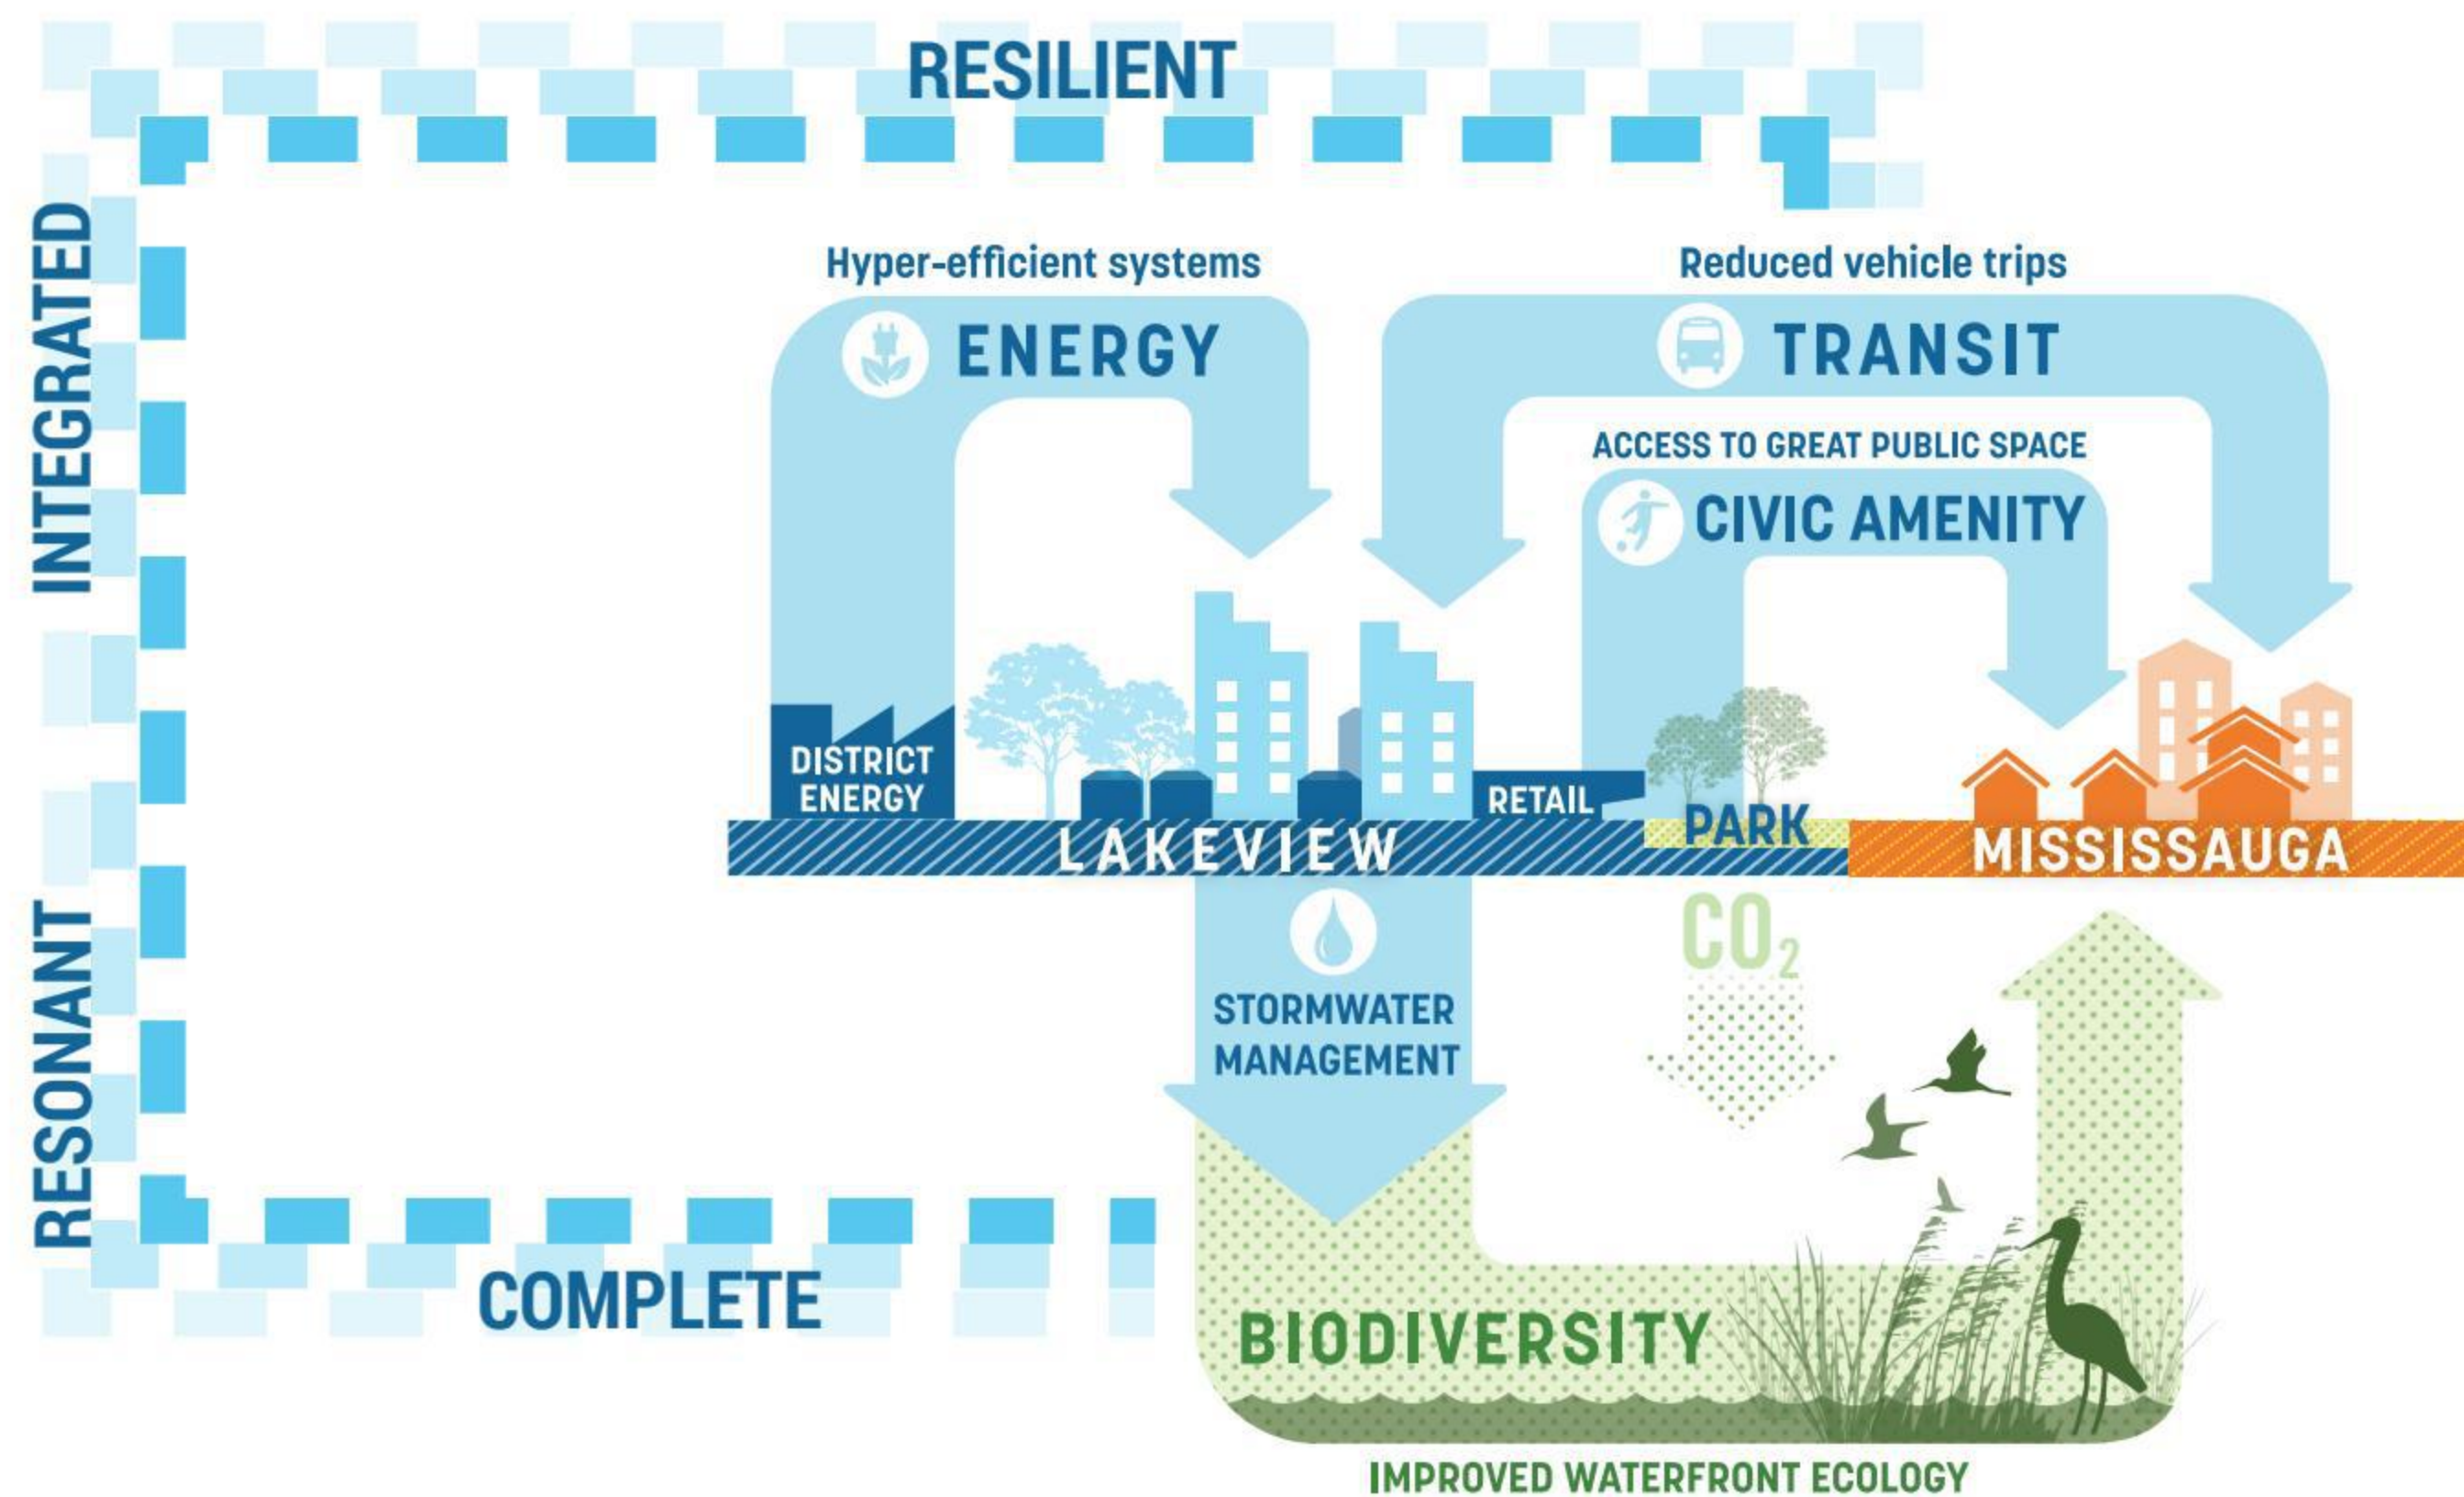 RESILIENT
INTEGRATED
RESONANT
COMPLETE
Hyper-efficient systems
ENERGY
Reduced vehicle trips
TRANSIT
ACCESS TO GREAT PUBLIC SPACE
CIVIC AMENITY
DISTRICT
ENERGY
RETAIL
PARK
LAKEVIEW
MISSISSAUGA
STORMWATER
MANAGEMENT
CO₂
BIODIVERSITY
IMPROVED WATERFRONT ECOLOGY